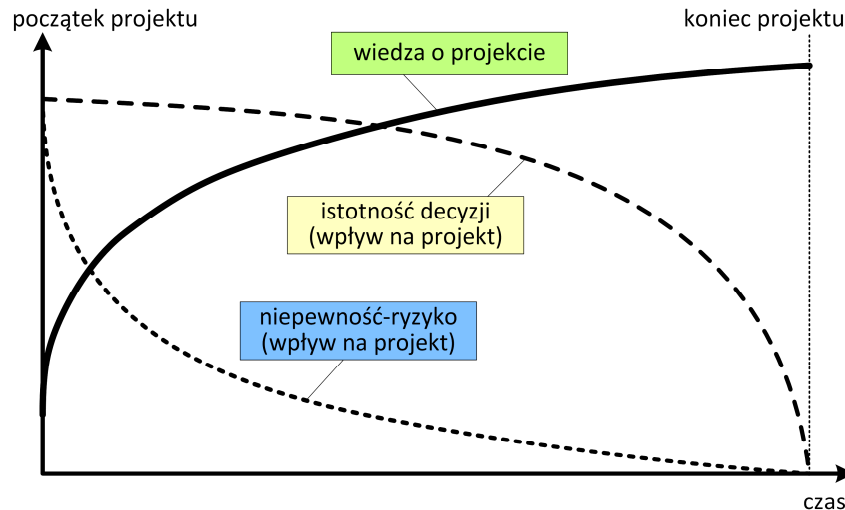 początek projektu
koniec projektu
wiedza o projekcie
istotność decyzji
(wpływ na projekt)
niepewność-ryzyko
(wpływ na projekt)
czas